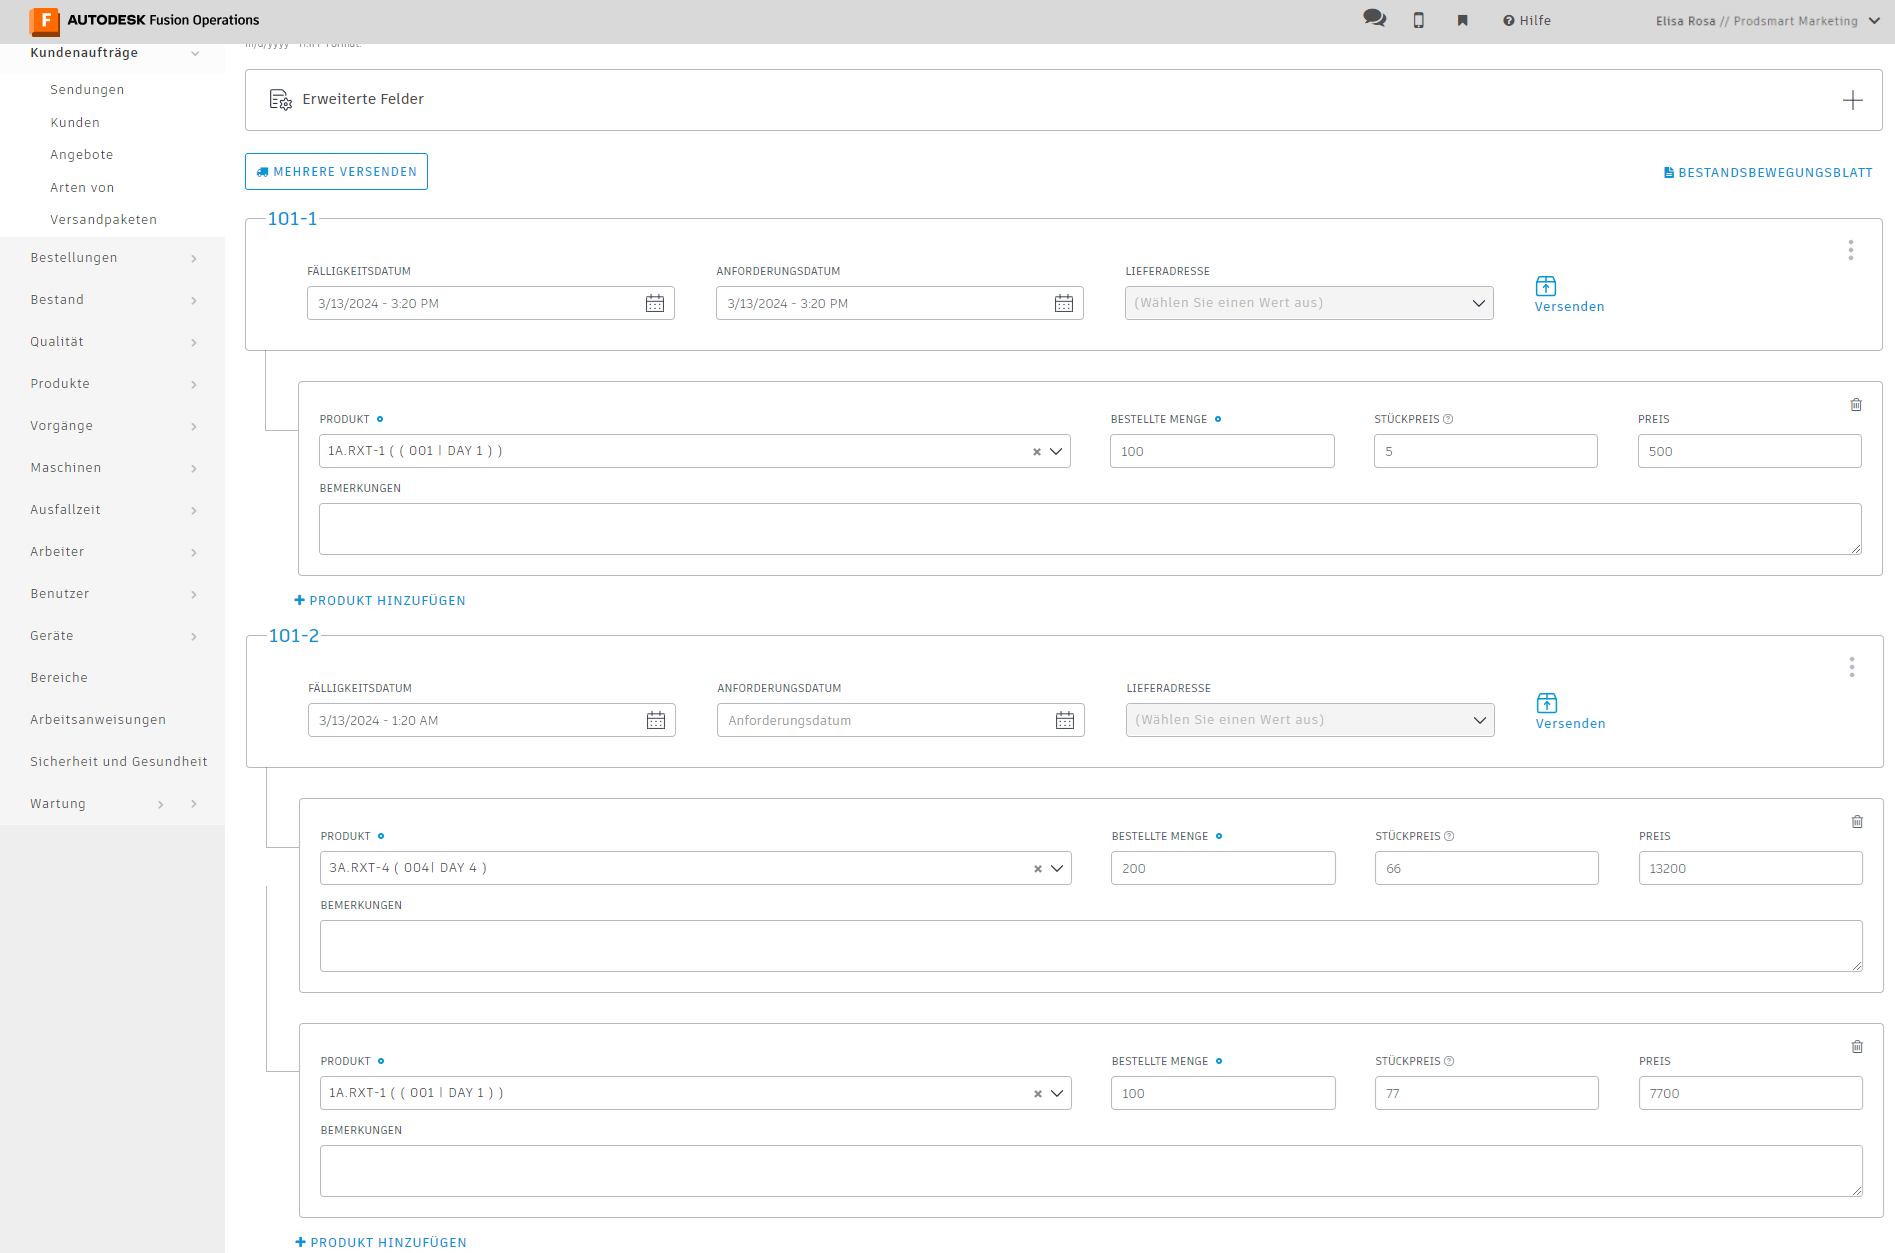 AUTODESK Fusion Operations
Hilfe
Elisa Rosa // Prodsmart Marketing
Kundenaufträge
Sendungen
Kunden
Angebote
Arten von
Versandpaketen
Bestellungen
Bestand
Qualität
Produkte
Vorgänge
Maschinen
Ausfallzeit
Arbeiter
Benutzer
Geräte
Bereiche
Arbeitsanweisungen
Sicherheit und Gesundheit
Wartung
Erweiterte Felder
MEHRERE VERSENDEN
BESTANDSBEWEGUNGSBLATT
101-1
FÄLLIGKEITSDATUM
ANFORDERUNGSDATUM
LIEFERADRESSE
3/13/2024 - 3:20 PM
3/13/2024 - 3:20 PM
(Wählen Sie einen Wert aus)
Versenden
PRODUKT
BESTELLTE MENGE
STÜCKPREIS
PREIS
1A.RXT-1 ( ( 001 | DAY 1 ) )
100
5
500
BEMERKUNGEN
PRODUKT HINZUFÜGEN
101-2
FÄLLIGKEITSDATUM
ANFORDERUNGSDATUM
LIEFERADRESSE
3/13/2024 - 1:20 AM
Anforderungsdatum
(Wählen Sie einen Wert aus)
Versenden
PRODUKT
BESTELLTE MENGE
STÜCKPREIS
PREIS
3A.RXT-4 ( 004| DAY 4 )
200
66
13200
BEMERKUNGEN
PRODUKT
BESTELLTE MENGE
STÜCKPREIS
PREIS
1A.RXT-1 ( ( 001 | DAY 1 ) )
100
77
7700
BEMERKUNGEN
PRODUKT HINZUFÜGEN